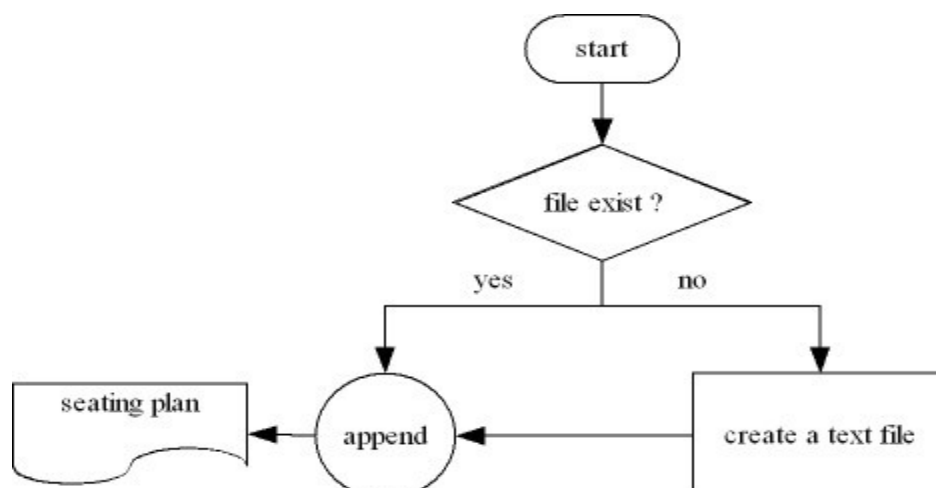 start
file exist ?
yes
no
seating plan
append
create a text file